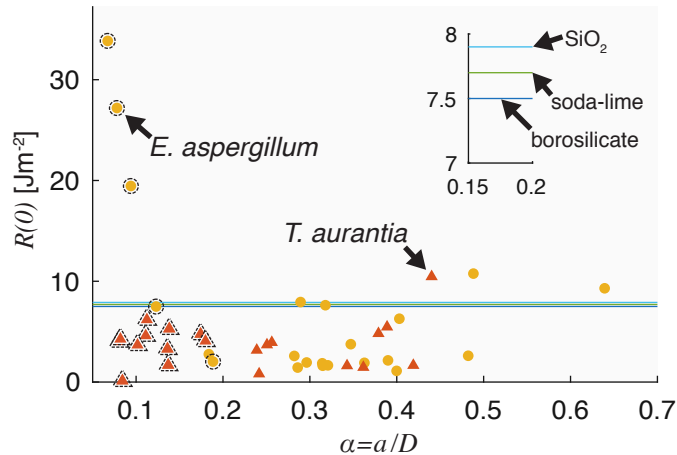 R(0) [Jm-2]
30
20
10
0
0.1 0.2 0.3 0.4 0.5 0.6 0.7
α=a/D
E. aspergillum
T. aurantia
8
7.5
7
0.15 0.2
SiO₂
soda-lime
borosilicate